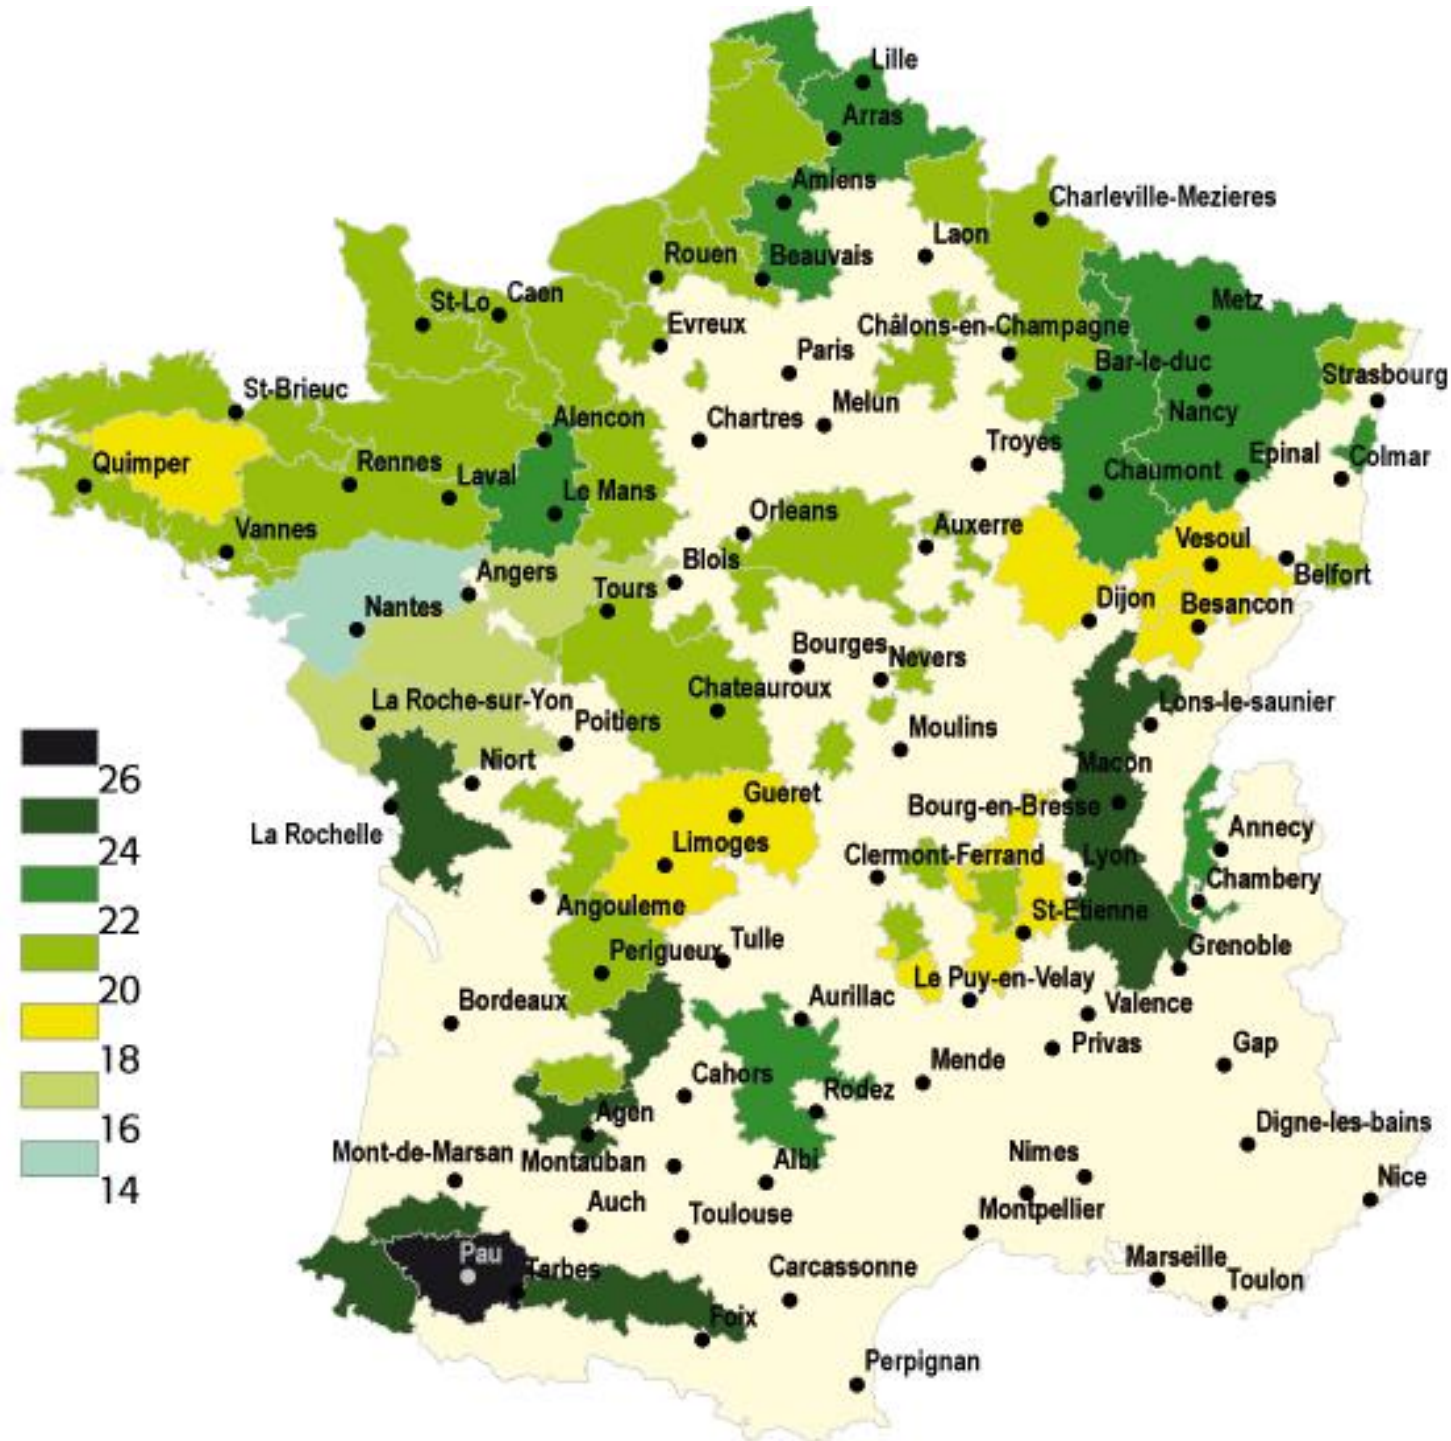 Lille
Arras
Amiens
Charleville-Mezieres
Laon
Rouen
Beauvais
St-Lo
Caen
Metz
Evreux
Châlons-en-Champagne
Paris
Bar-le-duc
Strasbourg
St-Brieuc
Alencon
Chartres
Melun
Nancy
Troyes
Epinal
Colmar
Quimper
Rennes
Laval
Le Mans
Chaumont
Vannes
Orleans
Auxerre
Vesoul
Angers
Blois
Belfort
Nantes
Tours
Dijon
Besancon
Bourges
Nevers
La Roche-sur-Yon
Chateauroux
Lons-le-saunier
Poitiers
Moulins
Niort
Macon
26
Gueret
Bourg-en-Bresse
La Rochelle
Annecy
24
Limoges
Clermont-Ferrand
Lyon
Chambery
Angouleme
St-Etienne
22
Perigueux
Tulle
Grenoble
Le Puy-en-Velay
20
Bordeaux
Aurillac
Valence
Privas
Gap
18
Cahors
Mende
Rodez
Agen
Digne-les-bains
16
Mont-de-Marsan
Montauban
Albi
Nimes
Nice
14
Auch
Toulouse
Montpellier
Pau
Tarbes
Carcassonne
Marseille
Toulon
Foix
Perpignan